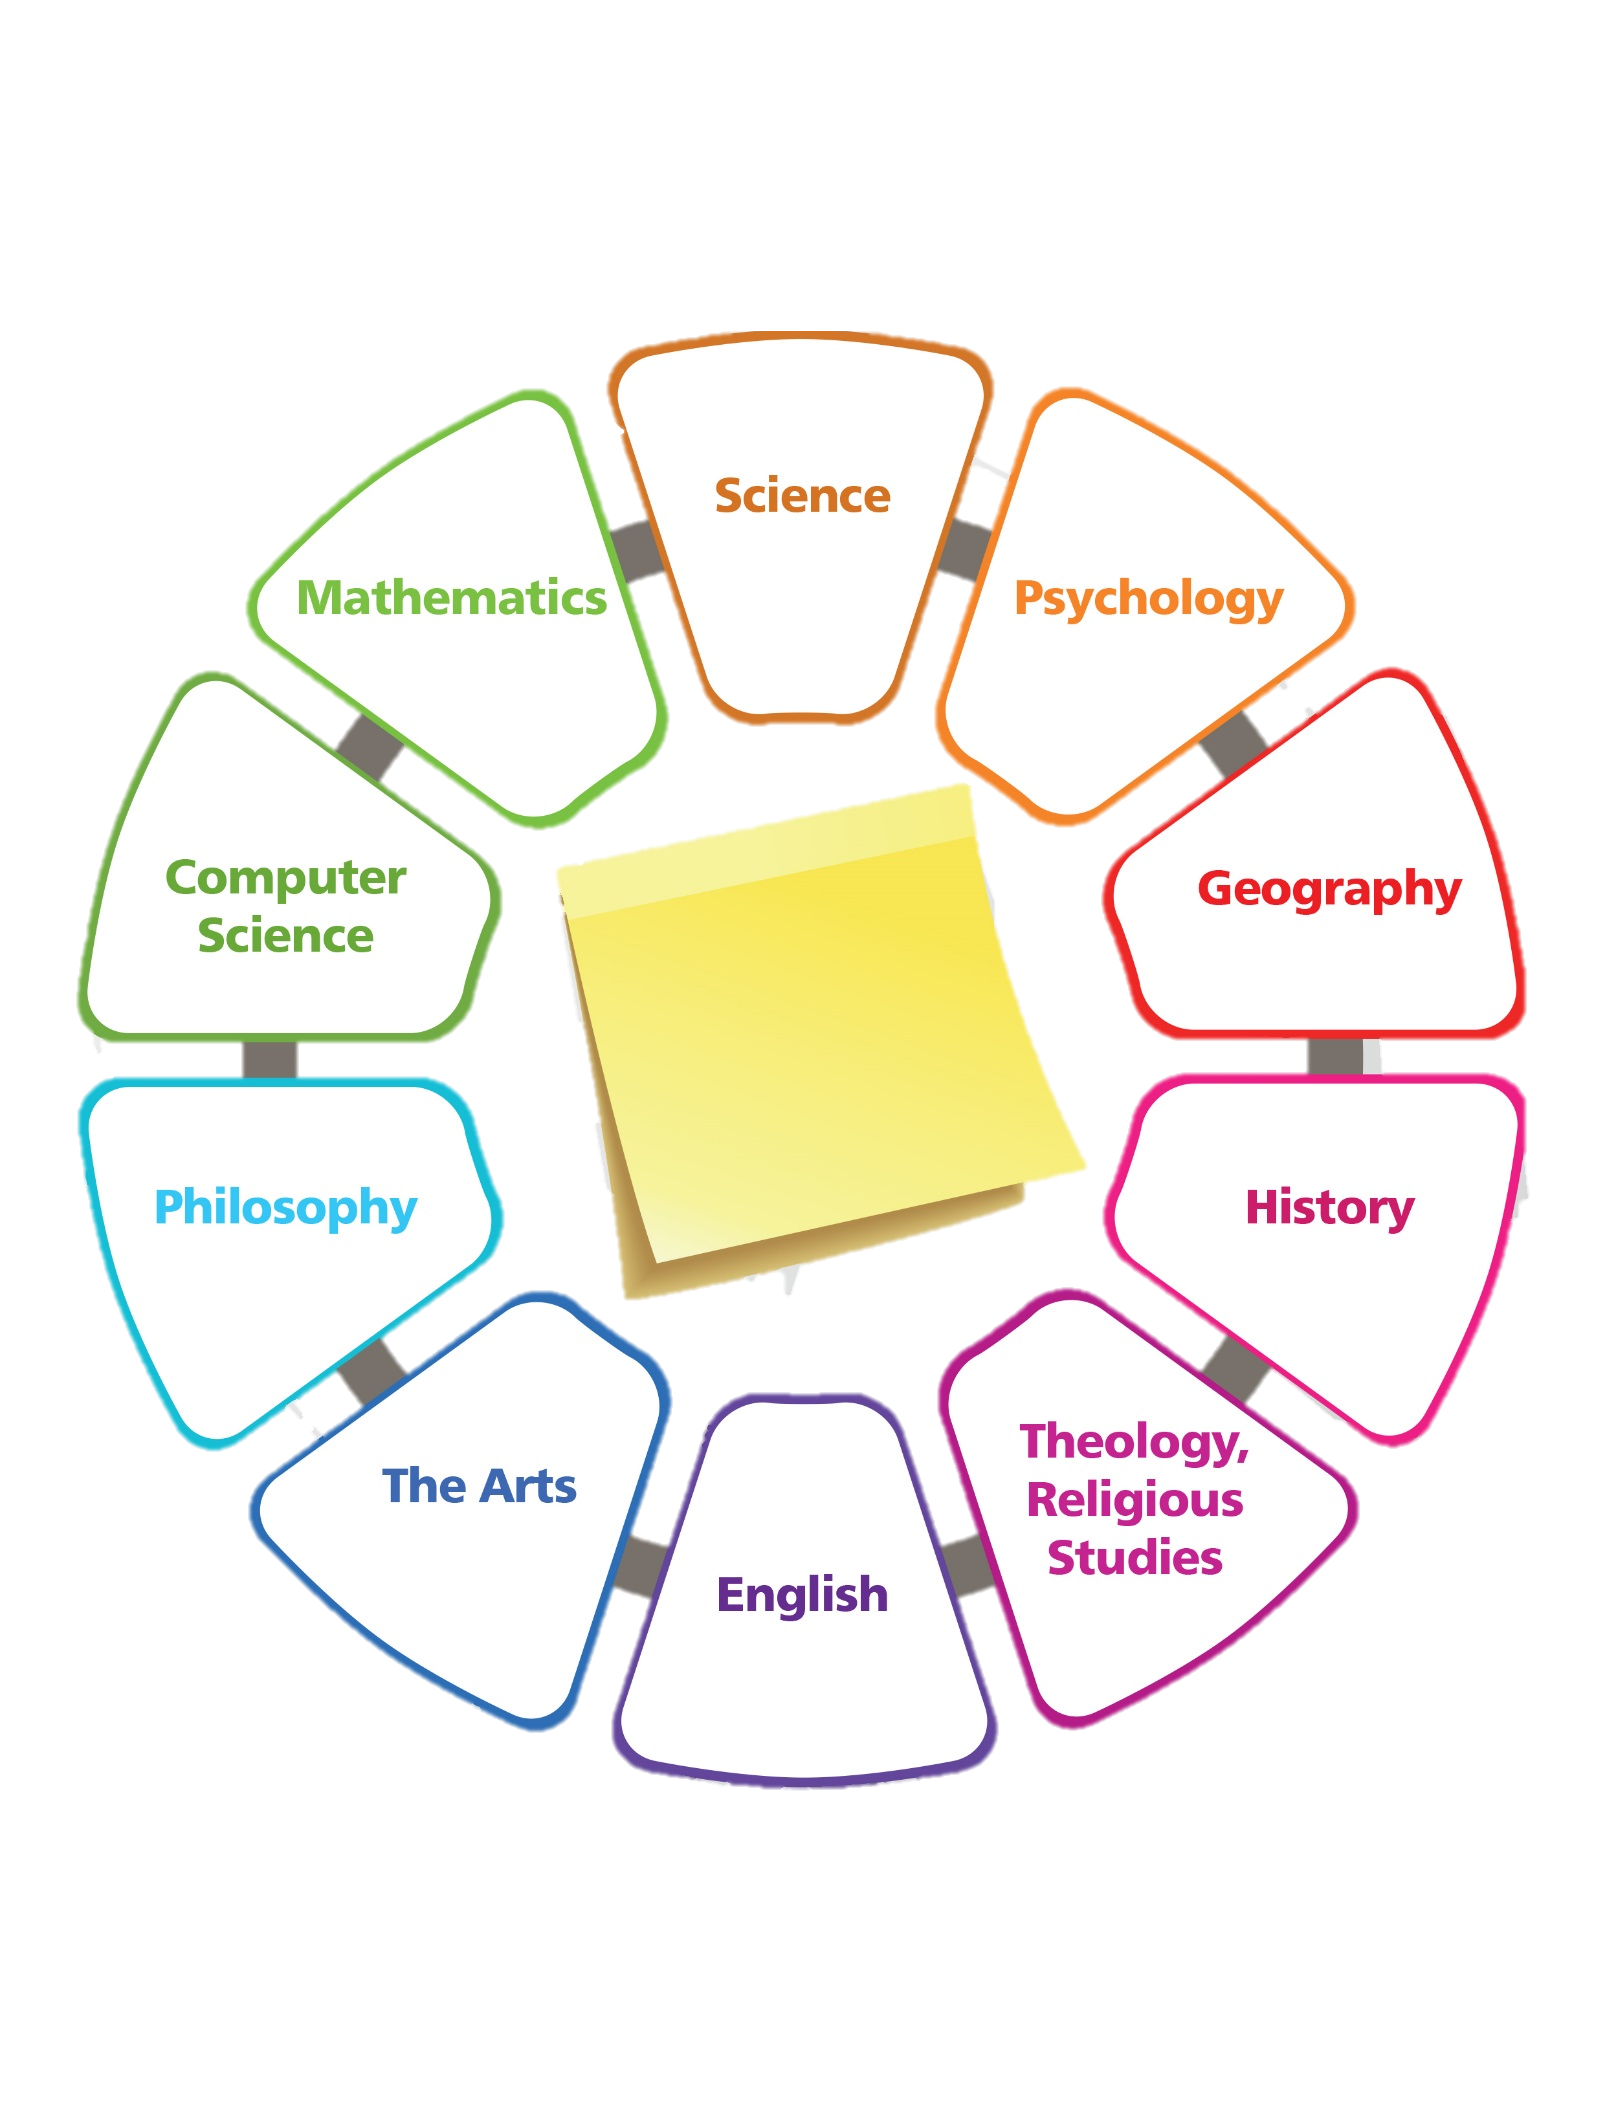 Science
Mathematics
Psychology
Computer
Science
Geography
Philosophy
History
The Arts
Theology,
Religious
Studies
English